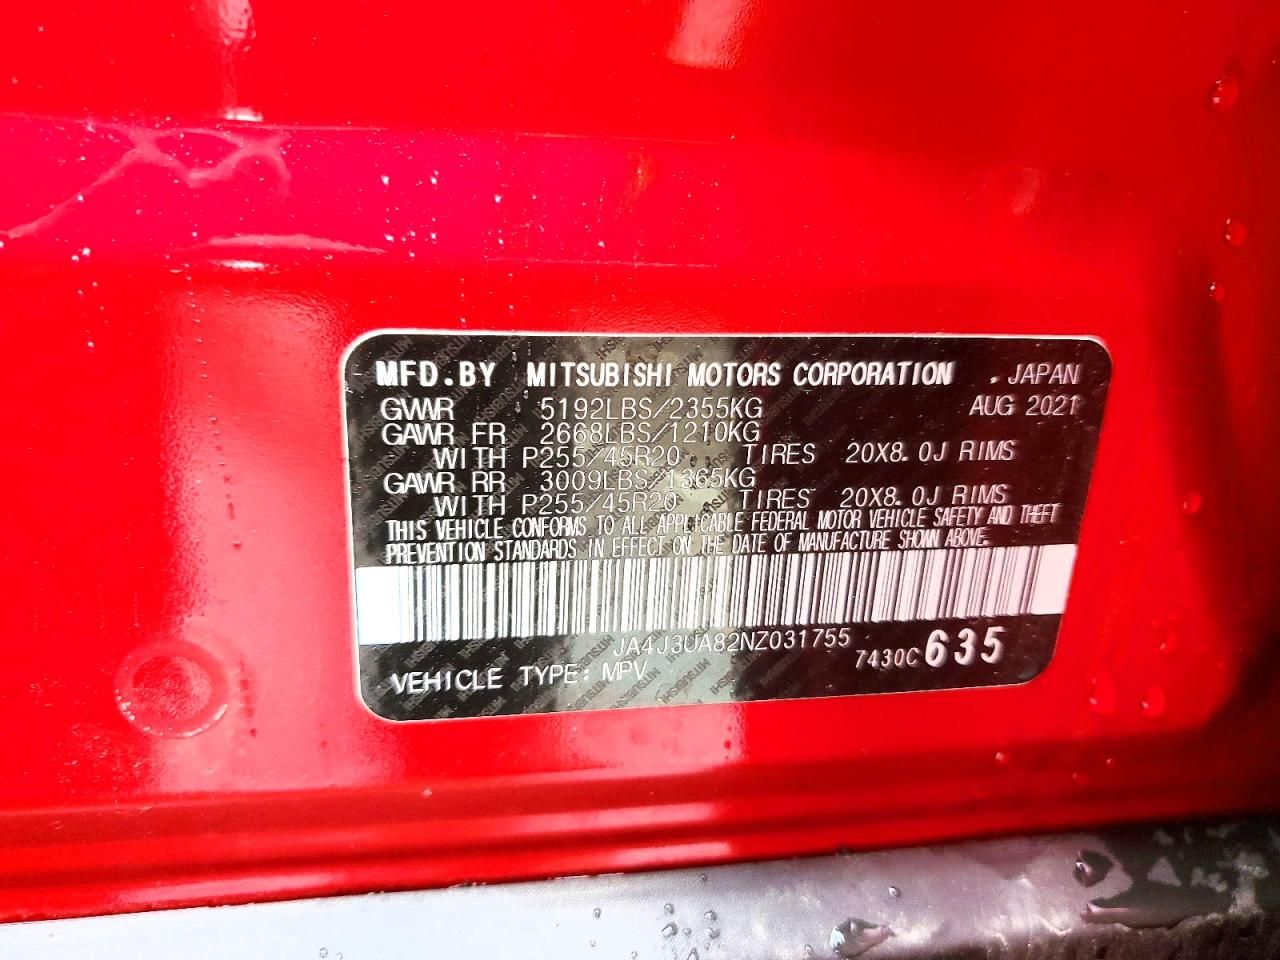 MFD.BY MITSUBISHI MOTORS CORPORATION . JAPAN
GVWR 5192LBS/2355KG AUG 2021
GAWR FR 2668LBS/1210KG
WITH P255/45R20 TIRES 20X8.0J RIMS
GAWR RR 3009LBS/1365KG
WITH P255/45R20 TIRES 20X8.0J RIMS
THIS VEHICLE CONFORMS TO ALL APPLICABLE FEDERAL MOTOR VEHICLE SAFETY AND THEFT
PREVENTION STANDARDS IN EFFECT ON THE DATE OF MANUFACTURE SHOWN ABOVE.
JA4J3UA82NZ031755 7430C 635
VEHICLE TYPE: MPV